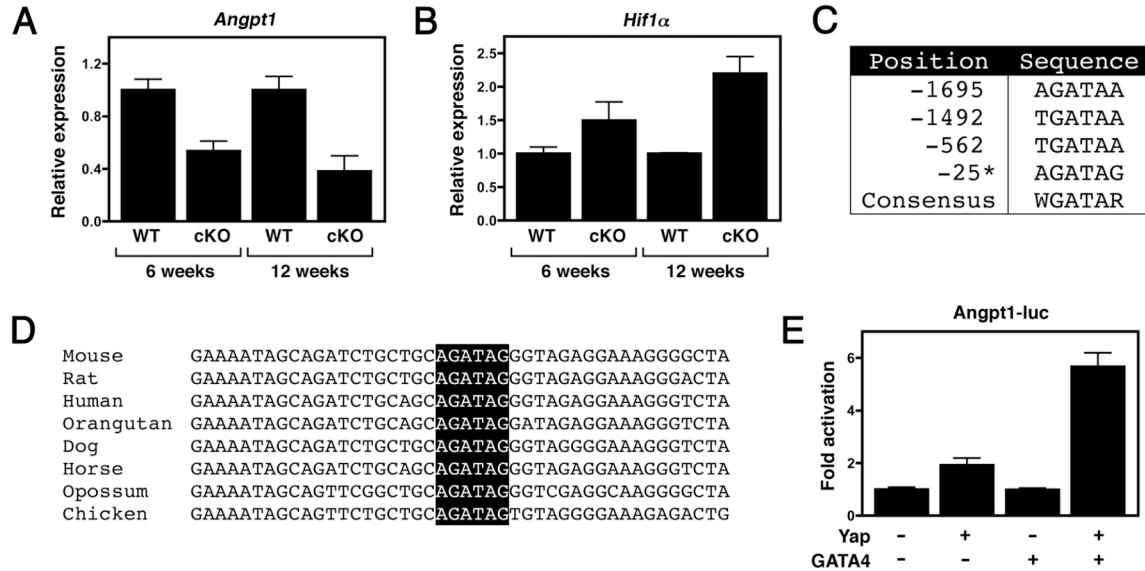 A
Angpt1
Relative expression
1.2
0.8
0.4
0.0
WT cKO WT cKO
6 weeks 12 weeks
B
Hif1α
Relative expression
2.5
2.0
1.5
1.0
0.5
0.0
WT cKO WT cKO
6 weeks 12 weeks
C
Position Sequence
-1695 AGATAA
-1492 TGATAA
-562 TGATAA
-25* AGATAG
Consensus WGATAR
D
Mouse GAAAATAGCAGATCTGCTGCAGATAGGGTAGAGGAAAGGGGCTA
Rat GAAAATAGCAGATCTGCTGCAGATAGGGTAGAGGAAAGGGACTA
Human GAAAATAGCAGATCTGCAGCAGATAGGGTAGAGGAAAGGGTCTA
Orangutan GAAAATAGCAGATCTGCAGCAGATAGGATAGAGGAAAGGGTCTA
Dog GAAAATAGCAGATCTGCTGCAGATAGGGTAGGGGAAAGGGTCTA
Horse GAAAATAGCAGATCTGCAGCAGATAGGGTAGAGGAAAGGGTCTA
Opossum GAAAATAGCAGTTCGGCTGCAGATAGGGTCGAGGCAAGGGGCTA
Chicken GAAAATAGCAGTTCTGCTGCAGATAGTGTAGGGGAAAGAGACTG
E
Angpt1-luc
Fold activation
6
4
2
0
Yap - + - +
GATA4 - - + +